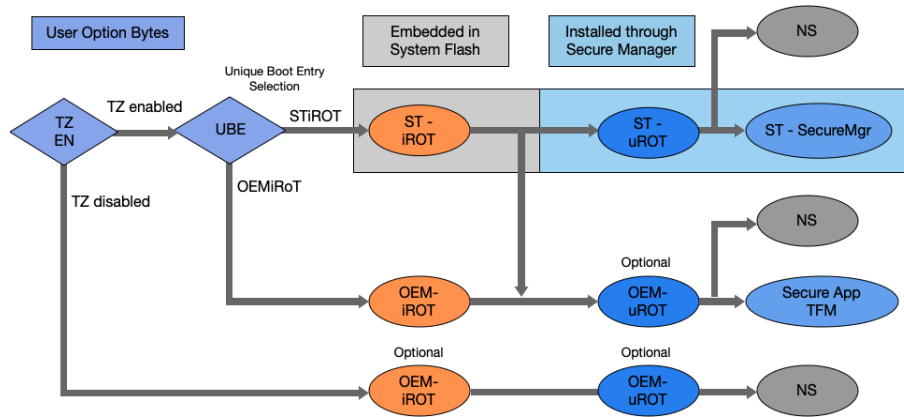 User Option Bytes
Embedded in
System Flash
Installed through
Secure Manager
NS
Unique Boot Entry
Selection
TZ
EN
TZ enabled
UBE
STiROT
ST -
iROT
ST -
uROT
ST - SecureMgr
TZ disabled
OEMiRoT
NS
Optional
OEM-
iROT
OEM-
uROT
Secure App
TFM
Optional
Optional
OEM-
iROT
OEM-
uROT
NS